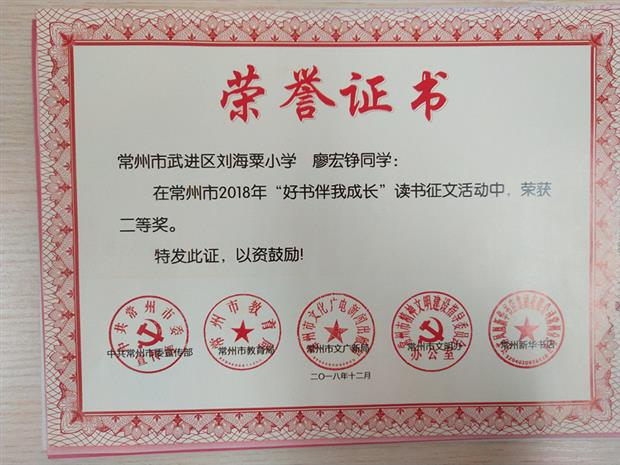 荣誉证书
常州市武进区刘海粟小学 廖宏铮同学：
在常州市2018年“好书伴我成长”读书征文活动中，荣获
二等奖。
特发此证，以资鼓励!
中共常州市委宣传部 常州市教育局 常州市文广新局 常州市文明办 常州新华书店
二〇一八年十二月